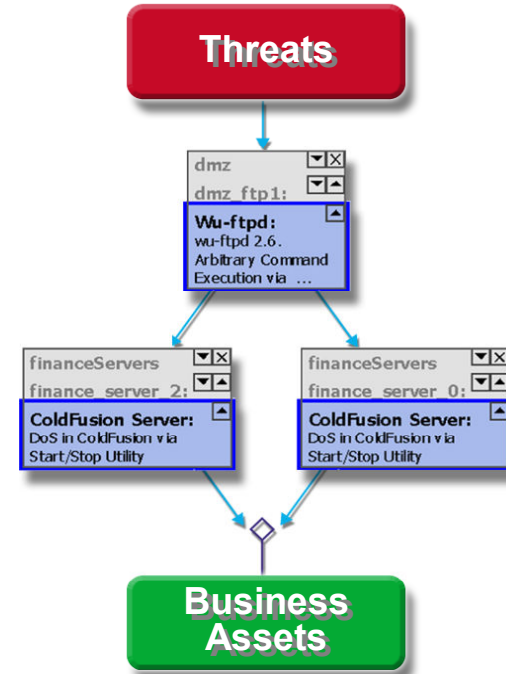 Threats
dmz
dmz_ftp1:
Wu-ftpd:
wu-ftpd 2.6.
Arbitrary Command
Execution via ...
financeServers
finance_server_2:
ColdFusion Server:
DoS in ColdFusion via
Start/Stop Utility
financeServers
finance_server_0:
ColdFusion Server:
DoS in ColdFusion via
Start/Stop Utility
Business
Assets